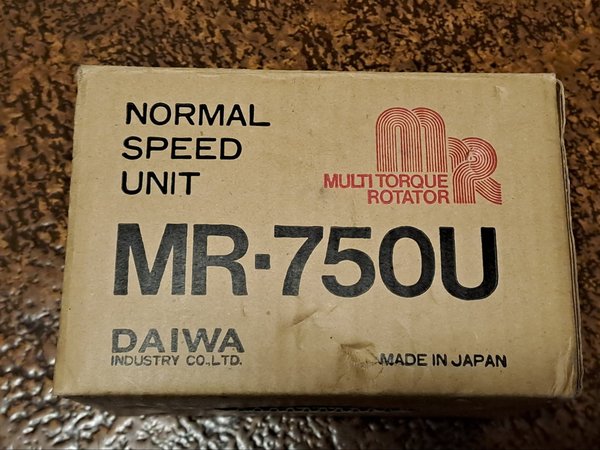 NORMAL
SPEED
UNIT
MR
MULTI TORQUE
ROTATOR
MR-750U
DAIWA
INDUSTRY CO.,LTD.
MADE IN JAPAN